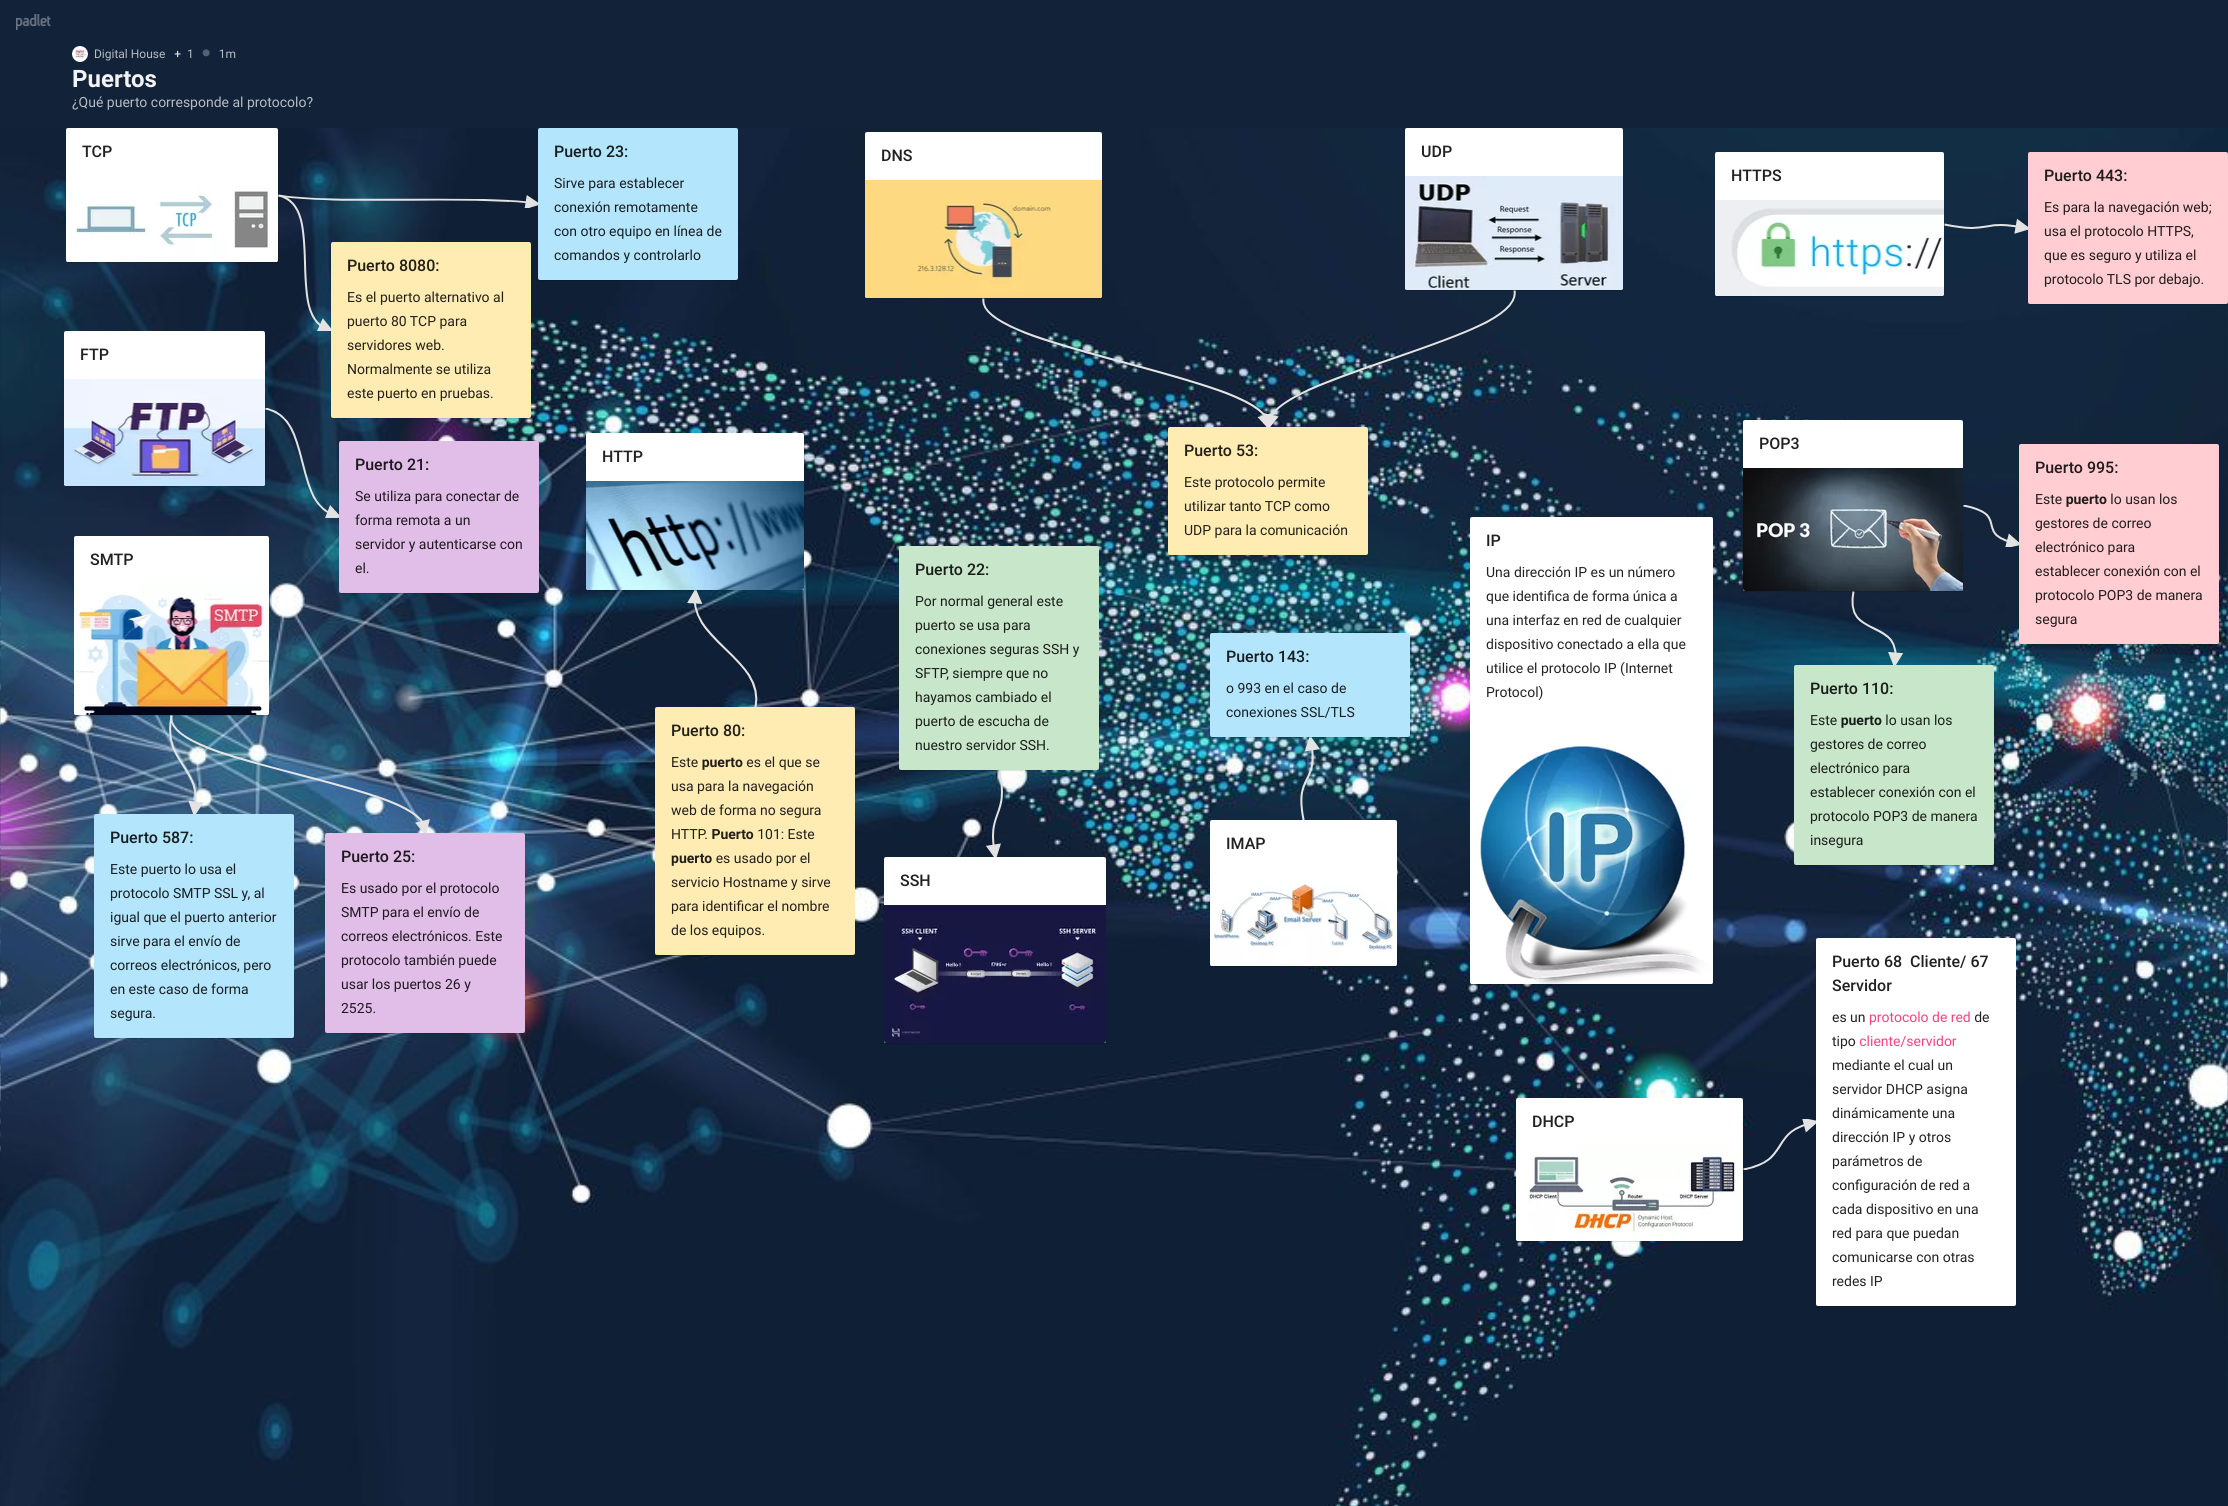 padlet
Digital House + 1 1m
Puertos
¿Qué puerto corresponde al protocolo?
TCP
TCP
Puerto 23:
Sirve para establecer
conexión remotamente
con otro equipo en línea de
comandos y controlarlo
DNS
domain.com
216.3.128.12
UDP
UDP
Request
Response
Response
Client
Server
HTTPS
https://
Puerto 443:
Es para la navegación web;
usa el protocolo HTTPS,
que es seguro y utiliza el
protocolo TLS por debajo.
Puerto 8080:
Es el puerto alternativo al
puerto 80 TCP para
servidores web.
Normalmente se utiliza
este puerto en pruebas.
FTP
FTP
Puerto 21:
Se utiliza para conectar de
forma remota a un
servidor y autenticarse con
el.
HTTP
http://ww
Puerto 53:
Este protocolo permite
utilizar tanto TCP como
UDP para la comunicación
POP3
POP 3
Puerto 995:
Este puerto lo usan los
gestores de correo
electrónico para
establecer conexión con el
protocolo POP3 de manera
segura
SMTP
SMTP
Puerto 22:
Por normal general este
puerto se usa para
conexiones seguras SSH y
SFTP, siempre que no
hayamos cambiado el
puerto de escucha de
nuestro servidor SSH.
IP
Una dirección IP es un número
que identifica de forma única a
una interfaz en red de cualquier
dispositivo conectado a ella que
utilice el protocolo IP (Internet
Protocol)
IP
Puerto 143:
o 993 en el caso de
conexiones SSL/TLS
Puerto 110:
Este puerto lo usan los
gestores de correo
electrónico para
establecer conexión con el
protocolo POP3 de manera
insegura
Puerto 80:
Este puerto es el que se
usa para la navegación
web de forma no segura
HTTP. Puerto 101: Este
puerto es usado por el
servicio Hostname y sirve
para identificar el nombre
de los equipos.
Puerto 587:
Este puerto lo usa el
protocolo SMTP SSL y, al
igual que el puerto anterior
sirve para el envío de
correos electrónicos, pero
en este caso de forma
segura.
Puerto 25:
Es usado por el protocolo
SMTP para el envío de
correos electrónicos. Este
protocolo también puede
usar los puertos 26 y
2525.
SSH
SSH CLIENT
SSH SERVER
Hello !
Hello !
IMAP
IMAP
IMAP
IMAP
IMAP
Email Server
Smartphone
Desktop PC
Tablet
Desktop PC
Puerto 68 Cliente/ 67
Servidor
es un protocolo de red de
tipo cliente/servidor
mediante el cual un
servidor DHCP asigna
dinámicamente una
dirección IP y otros
parámetros de
configuración de red a
cada dispositivo en una
red para que puedan
comunicarse con otras
redes IP
DHCP
DHCP Client
Router
DHCP Server
DHCP
Dynamic Host
Configuration Protocol